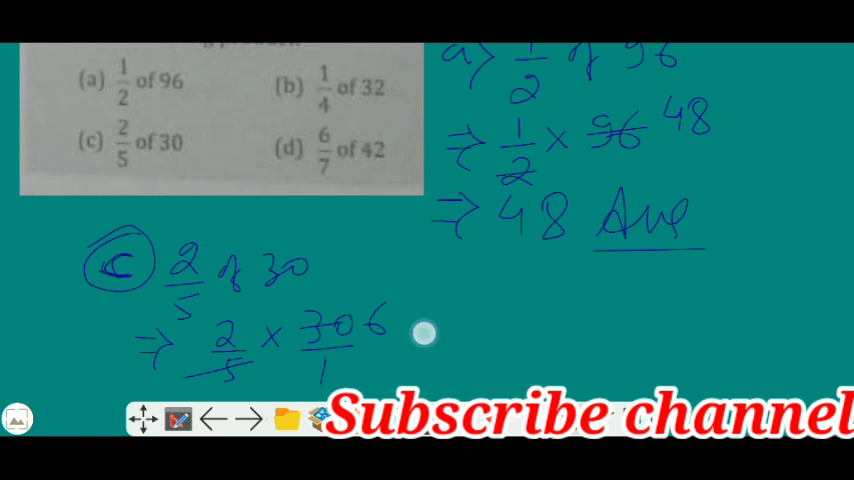 (a) 1/2 of 96 (b) 1/4 of 32
(c) 2/5 of 30 (d) 6/7 of 42
a) 1/2 of 96
⇒ 1/2 × 96 48
⇒ 48 Ans
(c) 2/5 of 30
⇒ 2/5 × 30/1 6
Subscribe channel